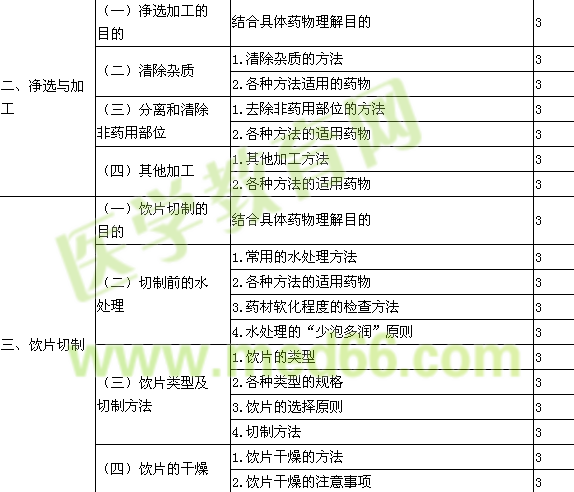 （一）净选加工的
目的
结合具体药物理解目的
3
二、净选与加
工
（二）清除杂质
1.清除杂质的方法
3
2.各种方法适用的药物
3
（三）分离和清除
非药用部位
1.去除非药用部位的方法
3
2.各种方法的适用药物
3
（四）其他加工
1.其他加工方法
3
2.各种方法的适用药物
3
三、饮片切制
（一）饮片切制的
目的
结合具体药物理解目的
3
（二）切制前的水
处理
1.常用的水处理方法
3
2.各种方法的适用药物
3
3.药材软化程度的检查方法
3
4.水处理的“少泡多润”原则
3
（三）饮片类型及
切制方法
1.饮片的类型
3
2.各种类型的规格
3
3.饮片的选择原则
3
4.切制方法
3
（四）饮片的干燥
1.饮片干燥的方法
3
2.饮片干燥的注意事项
3
医学教育网
www.med66.com